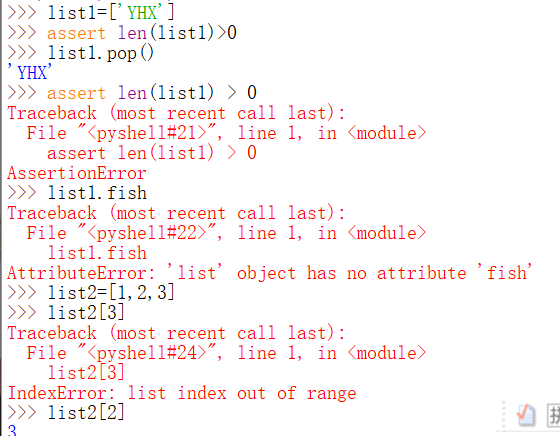 >>> list1=['YHX']
>>> assert len(list1)>0
>>> list1.pop()
'YHX'
>>> assert len(list1) > 0
Traceback (most recent call last):
  File "<pyshell#21>", line 1, in <module>
    assert len(list1) > 0
AssertionError
>>> list1.fish
Traceback (most recent call last):
  File "<pyshell#22>", line 1, in <module>
    list1.fish
AttributeError: 'list' object has no attribute 'fish'
>>> list2=[1,2,3]
>>> list2[3]
Traceback (most recent call last):
  File "<pyshell#24>", line 1, in <module>
    list2[3]
IndexError: list index out of range
>>> list2[2]
3